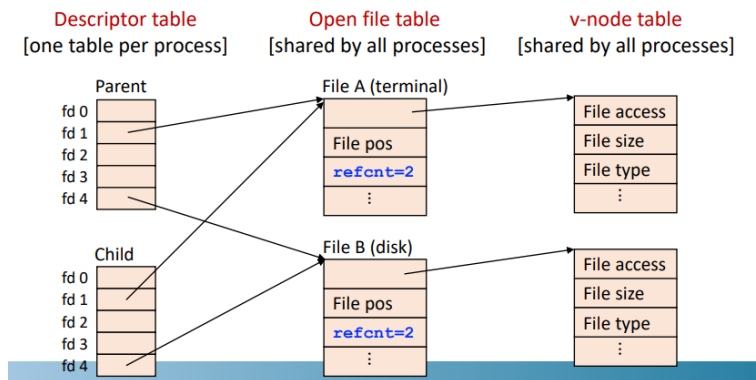 Descriptor table
[one table per process]
Open file table
[shared by all processes]
v-node table
[shared by all processes]
Parent
fd 0
fd 1
fd 2
fd 3
fd 4
File A (terminal)
File pos
refcnt=2
⋮
File access
File size
File type
⋮
Child
fd 0
fd 1
fd 2
fd 3
fd 4
File B (disk)
File pos
refcnt=2
⋮
File access
File size
File type
⋮